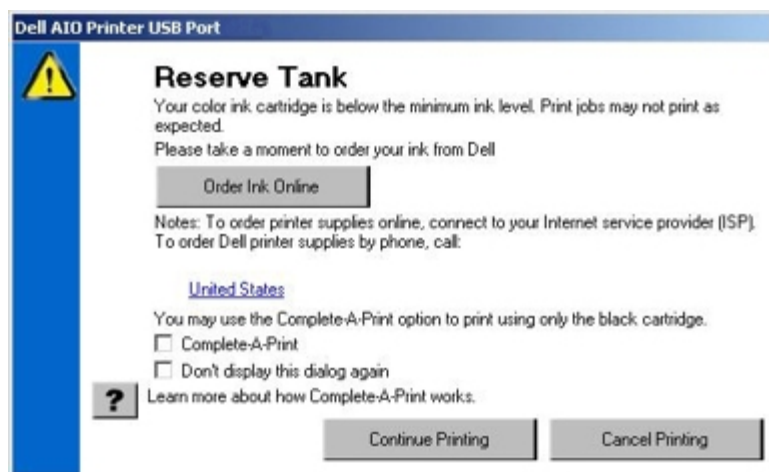 Dell AIO Printer USB Port
Reserve Tank
Your color ink cartridge is below the minimum ink level. Print jobs may not print as
expected.
Please take a moment to order your ink from Dell
Order Ink Online
Notes: To order printer supplies online, connect to your Internet service provider (ISP).
To order Dell printer supplies by phone, call:
United States
You may use the Complete-A-Print option to print using only the black cartridge.
Complete-A-Print
Don't display this dialog again
? Learn more about how Complete-A-Print works.
Continue Printing Cancel Printing